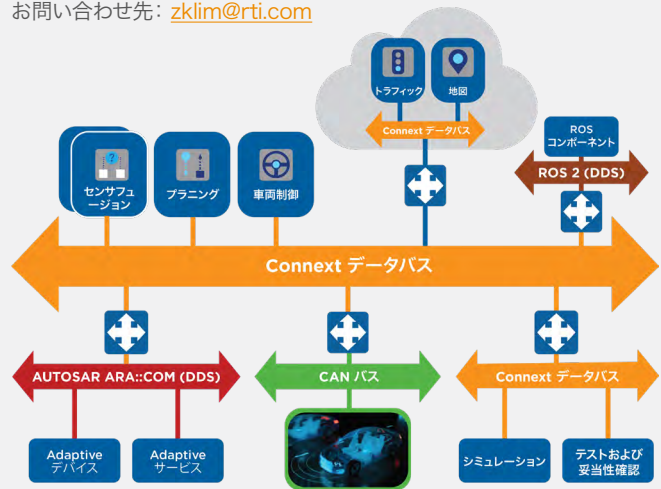 お問い合わせ先: zklim@rti.com
トラフィック
地図
Connext データバス
ROS
コンポーネント
ROS 2 (DDS)
センサフュ
ージョン
プラニング
車両制御
Connext データバス
AUTOSAR ARA::COM (DDS)
CAN バス
Connext データバス
Adaptive
デバイス
Adaptive
サービス
シミュレーション
テストおよび
妥当性確認